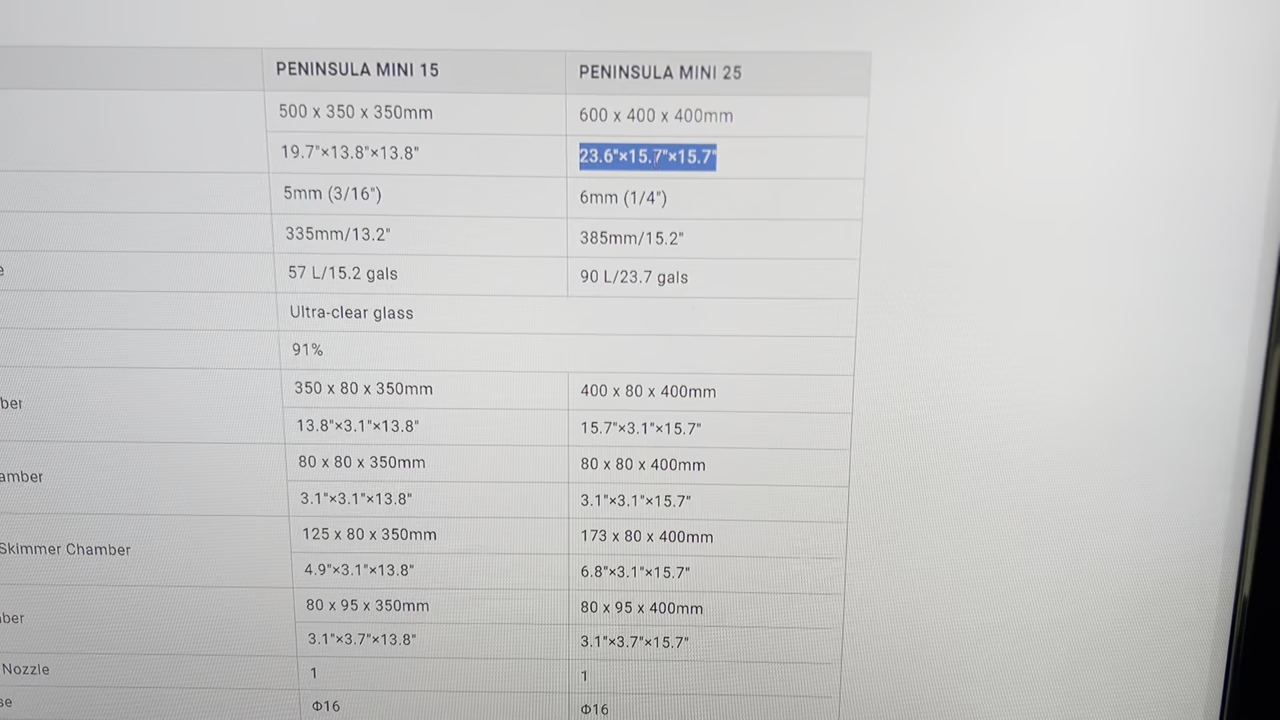 PENINSULA MINI 15 PENINSULA MINI 25
500 x 350 x 350mm 600 x 400 x 400mm
19.7"×13.8"×13.8" 23.6"×15.7"×15.7"
5mm (3/16") 6mm (1/4")
335mm/13.2" 385mm/15.2"
57 L/15.2 gals 90 L/23.7 gals
Ultra-clear glass
91%
350 x 80 x 350mm 400 x 80 x 400mm
ber
13.8"×3.1"×13.8" 15.7"×3.1"×15.7"
80 x 80 x 350mm 80 x 80 x 400mm
amber
3.1"×3.1"×13.8" 3.1"×3.1"×15.7"
125 x 80 x 350mm 173 x 80 x 400mm
Skimmer Chamber
4.9"×3.1"×13.8" 6.8"×3.1"×15.7"
80 x 95 x 350mm 80 x 95 x 400mm
ber
3.1"×3.7"×13.8" 3.1"×3.7"×15.7"
Nozzle 1 1
se Φ16 Φ16